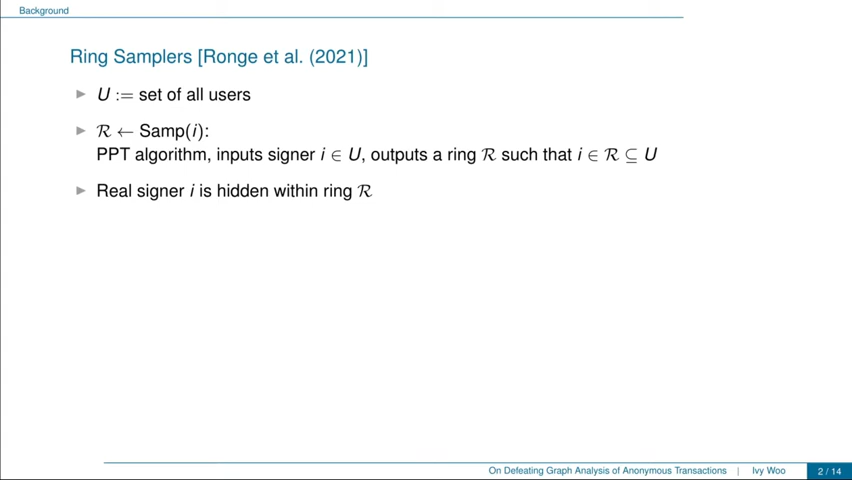 Background
Ring Samplers [Ronge et al. (2021)]
▶ U := set of all users
▶ ℛ ← Samp(i):
PPT algorithm, inputs signer i ∈ U, outputs a ring ℛ such that i ∈ ℛ ⊆ U
▶ Real signer i is hidden within ring ℛ
On Defeating Graph Analysis of Anonymous Transactions | Ivy Woo 2 / 14